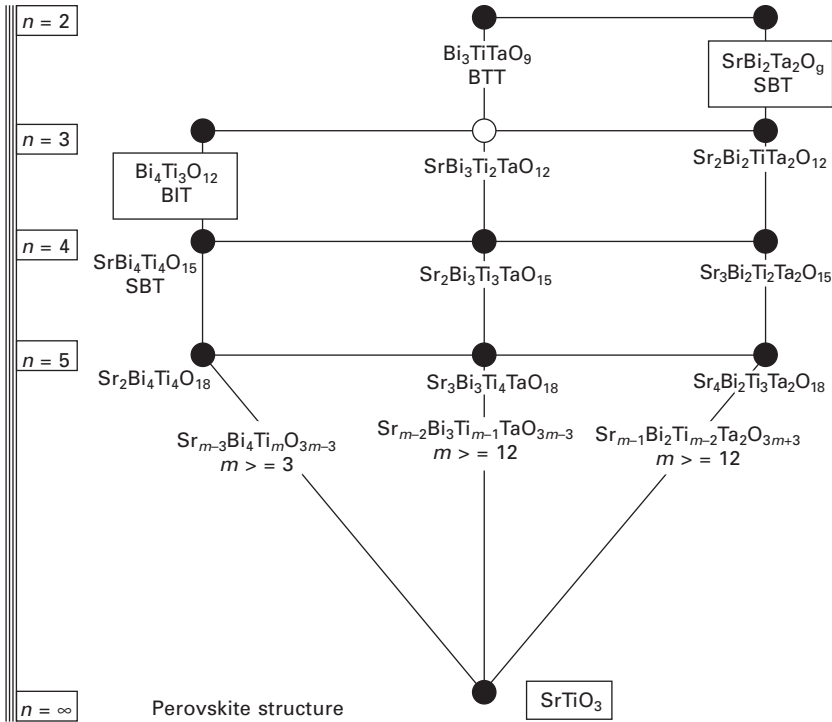 n = 2
Bi₃TiTaO₉
BTT
SrBi₂Ta₂O₉
SBT
n = 3
Bi₄Ti₃O₁₂
BIT
SrBi₃Ti₂TaO₁₂
Sr₂Bi₂TiTa₂O₁₂
n = 4
SrBi₄Ti₄O₁₅
SBT
Sr₂Bi₃Ti₃TaO₁₅
Sr₃Bi₂Ti₂Ta₂O₁₅
n = 5
Sr₂Bi₄Ti₄O₁₈
Sr₃Bi₃Ti₄TaO₁₈
Sr₄Bi₂Ti₃Ta₂O₁₈
Srₘ₋₃Bi₄TiₘO₃ₘ₋₃
m > = 3
Srₘ₋₂Bi₃Tiₘ₋₁TaO₃ₘ₋₃
m > = 12
Srₘ₋₁Bi₂Tiₘ₋₂Ta₂O₃ₘ₊₃
m > = 12
n = ∞
Perovskite structure
SrTiO₃